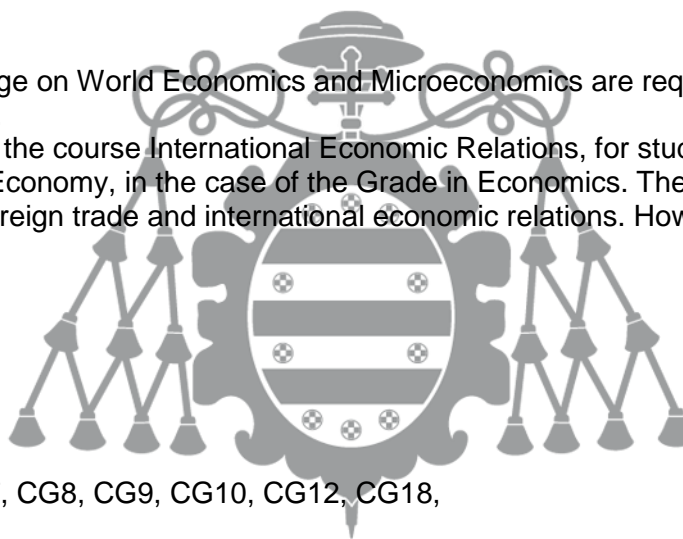 ge on World Economics and Microeconomics are req
the course International Economic Relations, for stud
Economy, in the case of the Grade in Economics. The
reign trade and international economic relations. How
, CG8, CG9, CG10, CG12, CG18,